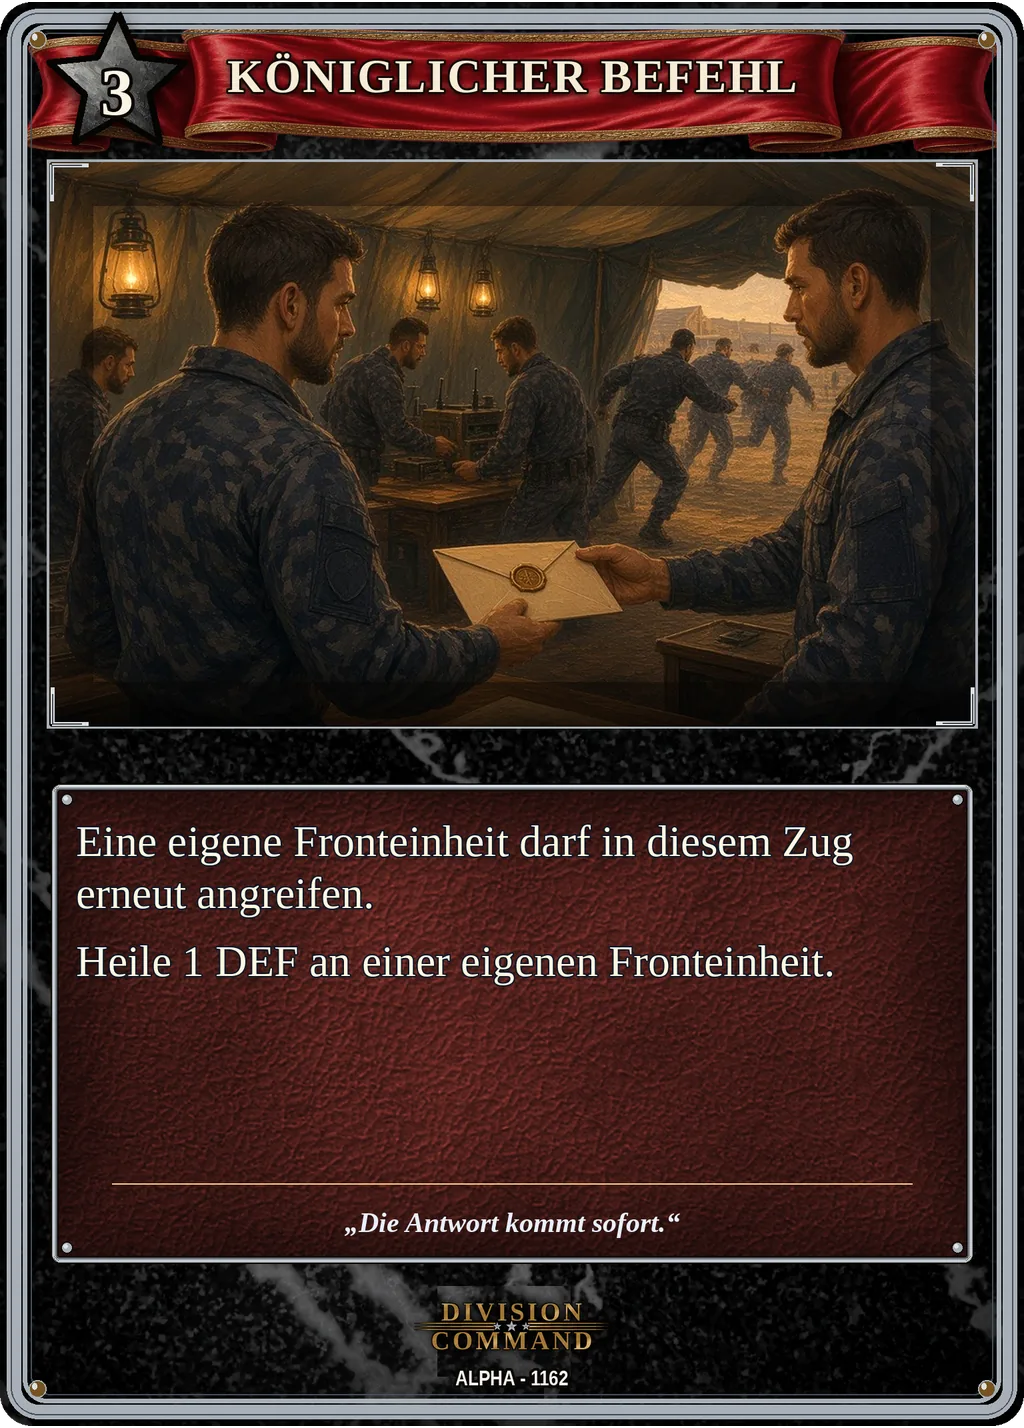 3
KÖNIGLICHER BEFEHL
Eine eigene Fronteinheit darf in diesem Zug
erneut angreifen.
Heile 1 DEF an einer eigenen Fronteinheit.
„Die Antwort kommt sofort.“
DIVISION
COMMAND
ALPHA - 1162